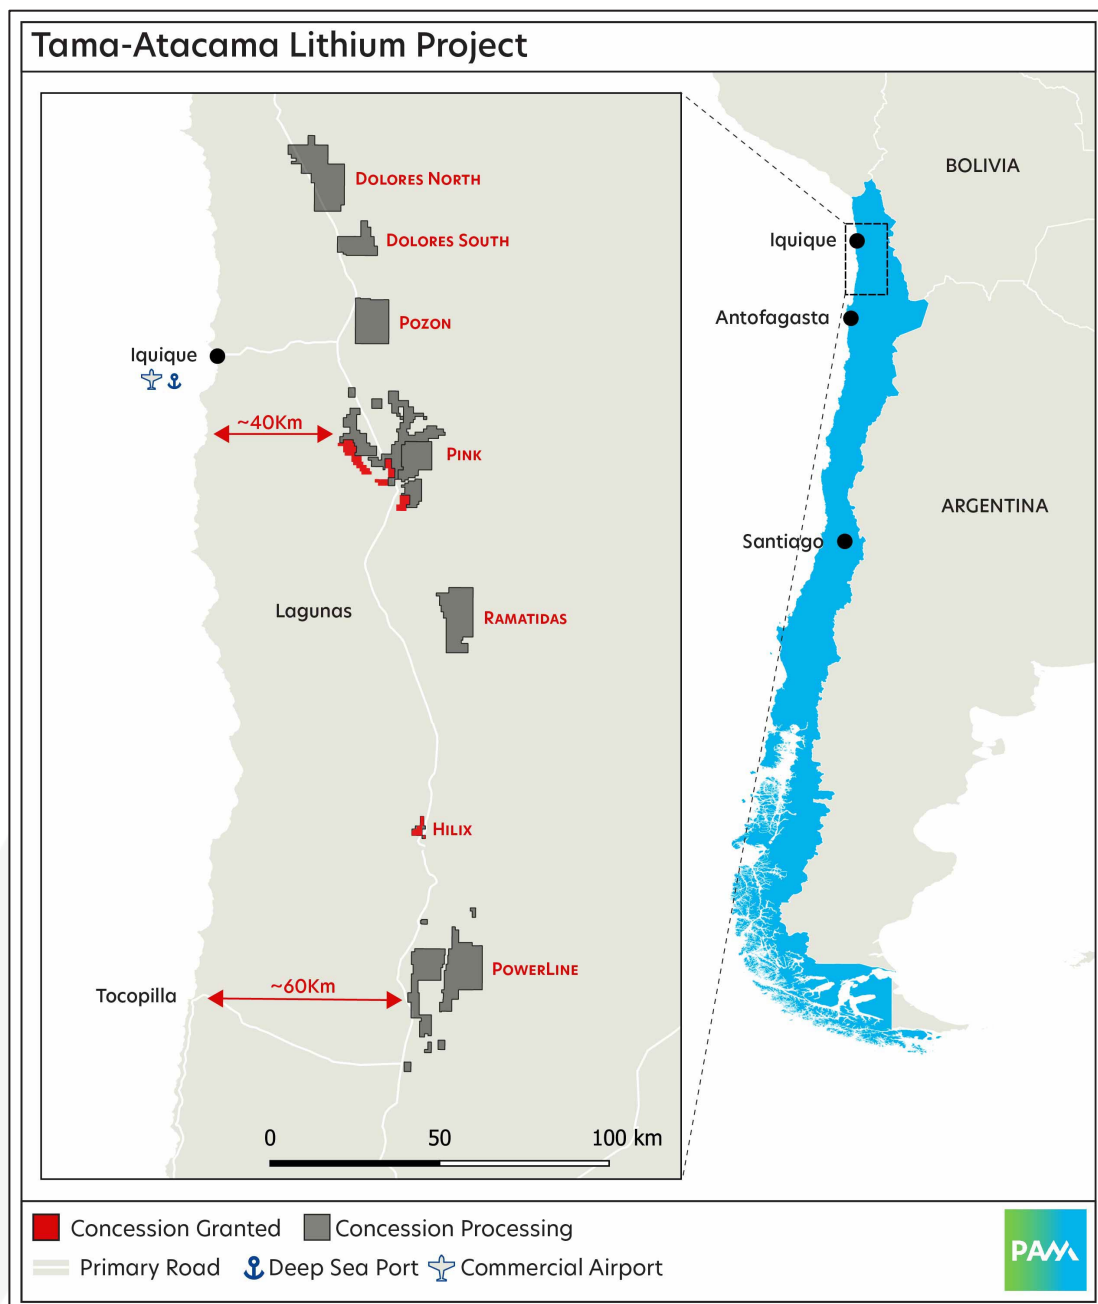 Tama-Atacama Lithium Project
DOLORES NORTH
DOLORES SOUTH
POZON
Iquique
~40Km
PINK
Lagunas
RAMATIDAS
HILIX
POWERLINE
Tocopilla
~60Km
0 50 100 km
BOLIVIA
Iquique
Antofagasta
ARGENTINA
Santiago
Concession Granted
Concession Processing
Primary Road
Deep Sea Port
Commercial Airport
PAM